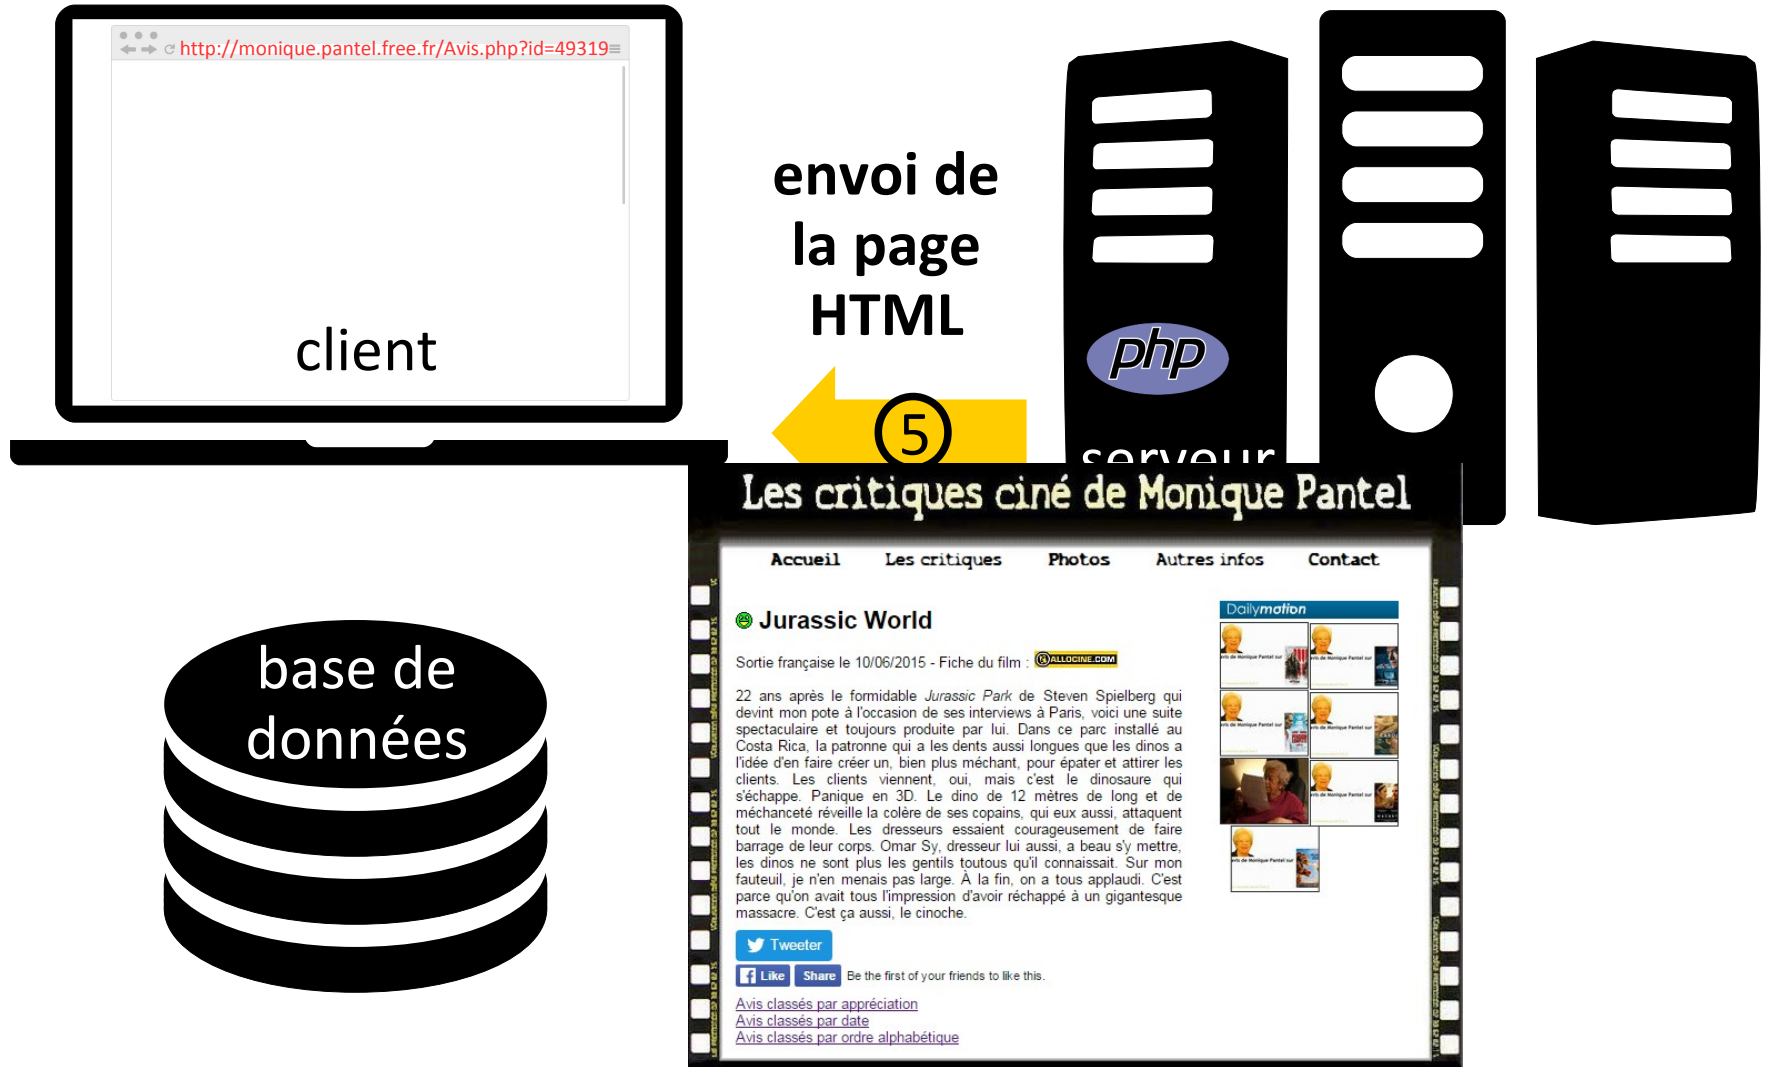 http://monique.pantel.free.fr/Avis.php?id=49319
client
envoi de
la page
HTML
5
php
serveur
base de
données
Les critiques ciné de Monique Pantel
Accueil Les critiques Photos Autres infos Contact
Jurassic World
Sortie française le 10/06/2015 - Fiche du film : ALLOCINE.COM
22 ans après le formidable Jurassic Park de Steven Spielberg qui
devint mon pote à l'occasion de ses interviews à Paris, voici une suite
spectaculaire et toujours produite par lui. Dans ce parc installé au
Costa Rica, la patronne qui a les dents aussi longues que les dinos a
l'idée d'en faire créer un, bien plus méchant, pour épater et attirer les
clients. Les clients viennent, oui, mais c'est le dinosaure qui
s'échappe. Panique en 3D. Le dino de 12 mètres de long et de
méchanceté réveille la colère de ses copains, qui eux aussi, attaquent
tout le monde. Les dresseurs essaient courageusement de faire
barrage de leur corps. Omar Sy, dresseur lui aussi, a beau s'y mettre,
les dinos ne sont plus les gentils toutous qu'il connaissait. Sur mon
fauteuil, je n'en menais pas large. À la fin, on a tous applaudi. C'est
parce qu'on avait tous l'impression d'avoir réchappé à un gigantesque
massacre. C'est ça aussi, le cinoche.
Tweeter
Like Share Be the first of your friends to like this.
Avis classés par appréciation
Avis classés par date
Avis classés par ordre alphabétique
Dailymotion